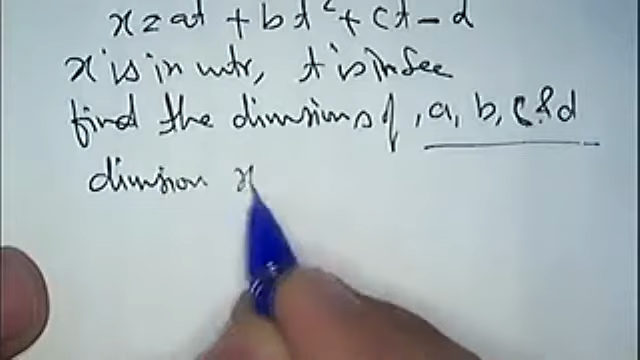 x = at + bt² + ct - d
x is in mtr, t is in Sec
find the dimensions of , a, b, c & d
dimension x